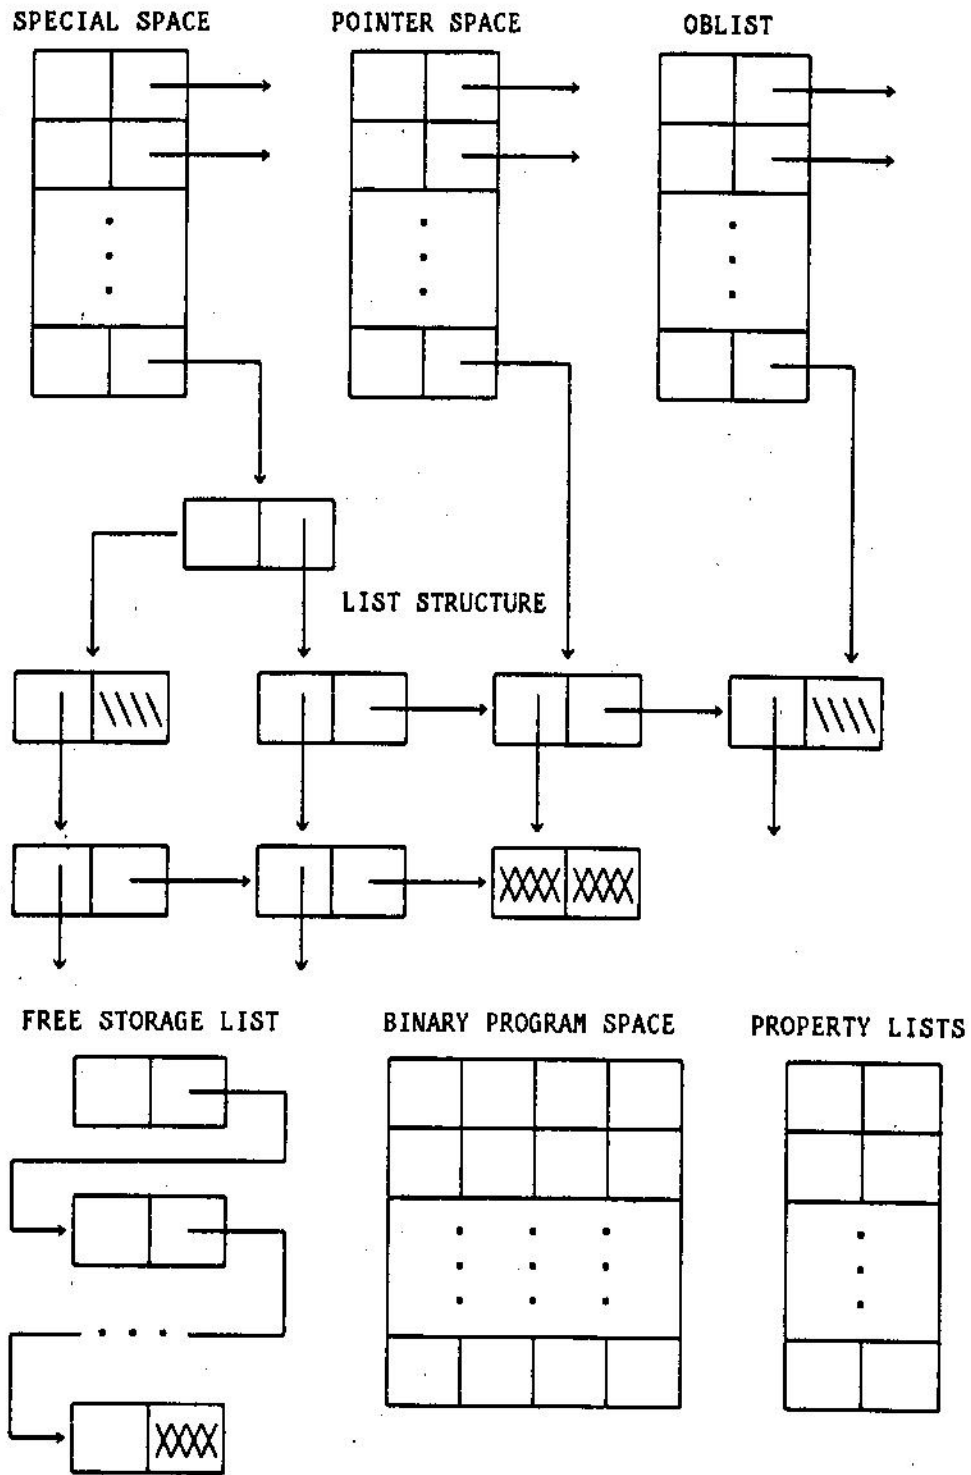 SPECIAL SPACE
POINTER SPACE
OBLIST
LIST STRUCTURE
FREE STORAGE LIST
BINARY PROGRAM SPACE
PROPERTY LISTS